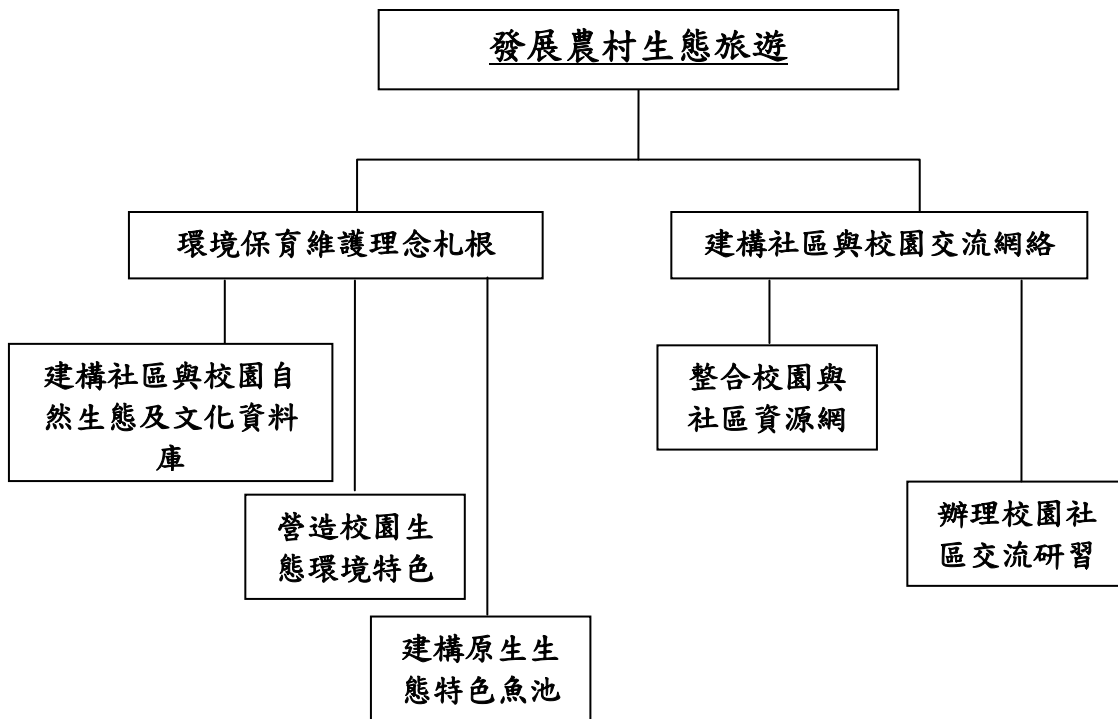 發展農村生態旅遊
環境保育維護理念札根
建構社區與校園交流網絡
建構社區與校園自
然生態及文化資料
庫
整合校園與
社區資源網
營造校園生
態環境特色
辦理校園社
區交流研習
建構原生生
態特色魚池